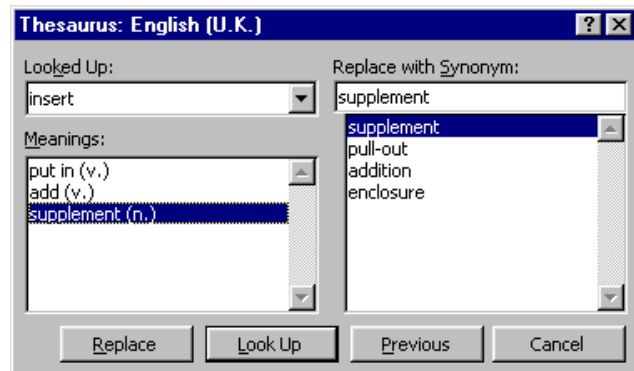 Thesaurus: English (U.K.)
Looked Up:
insert
Meanings:
put in (v.)
add (v.)
supplement (n.)
Replace with Synonym:
supplement
supplement
pull-out
addition
enclosure
Replace
Look Up
Previous
Cancel